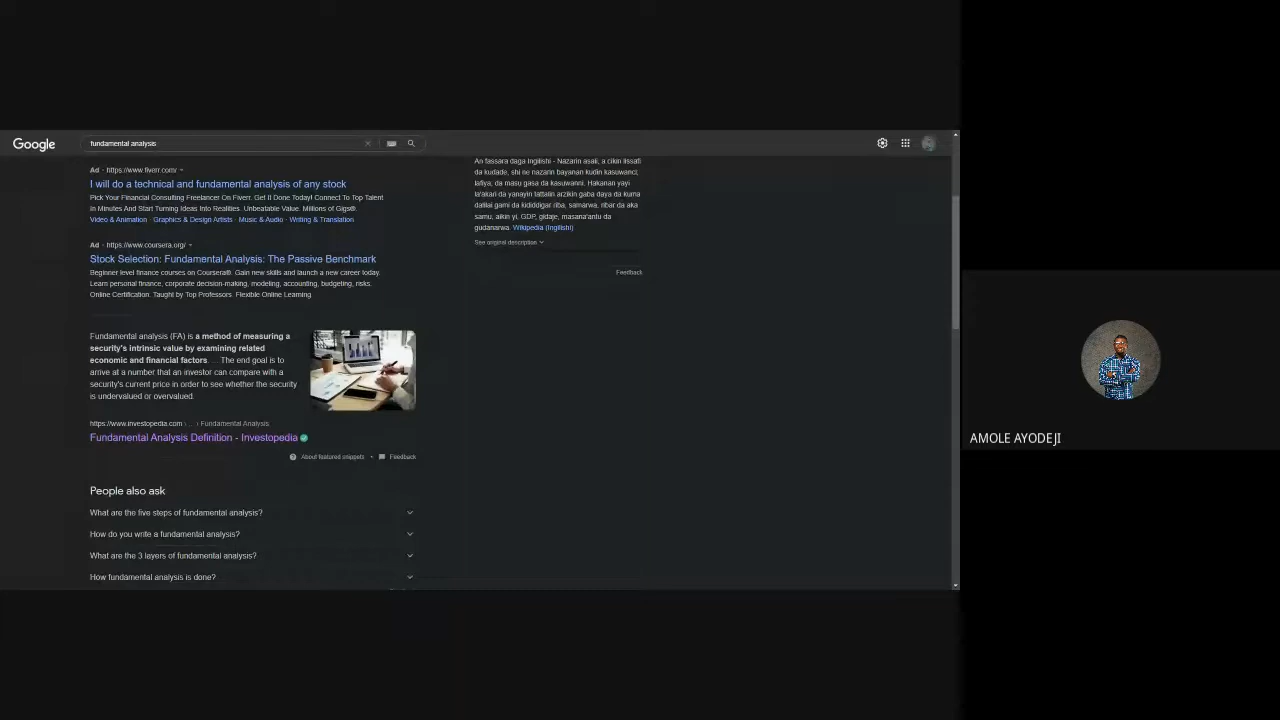 Google
fundamental analysis
Ad · https://www.fiverr.com/
I will do a technical and fundamental analysis of any stock
Pick Your Financial Consulting Freelancer On Fiverr. Get It Done Today! Connect To Top Talent
In Minutes And Start Turning Ideas Into Realities. Unbeatable Value. Millions of Gigs®.
Video & Animation · Graphics & Design Artists · Music & Audio · Writing & Translation
Ad · https://www.coursera.org/
Stock Selection: Fundamental Analysis: The Passive Benchmark
Beginner level finance courses on Coursera®. Gain new skills and launch a new career today.
Learn personal finance, corporate decision-making, modeling, accounting, budgeting, risks.
Online Certification. Taught by Top Professors. Flexible Online Learning.
Fundamental analysis (FA) is a method of measuring a
security's intrinsic value by examining related
economic and financial factors. ... The end goal is to
arrive at a number that an investor can compare with a
security's current price in order to see whether the security
is undervalued or overvalued.
https://www.investopedia.com › ... › Fundamental Analysis
Fundamental Analysis Definition - Investopedia
About featured snippets • Feedback
People also ask
What are the five steps of fundamental analysis?
How do you write a fundamental analysis?
What are the 3 layers of fundamental analysis?
How fundamental analysis is done?
An fassara daga Ingilishi - Nazarin asali, a cikin lissafi
da kudade, shi ne nazarin bayanan kudin kasuwanci;
lafiya, da masu gasa da kasuwanni. Hakanan yayi
la'akari da yanayin tattalin arzikin gaba daya da kuma
dalilai gami da kididdigar riba, samarwa, ribar da aka
samu, aikin yi, GDP, gidaje, masana'antu da
gudanarwa. Wikipedia (Ingilishi)
See original description
Feedback
AMOLE AYODEJI